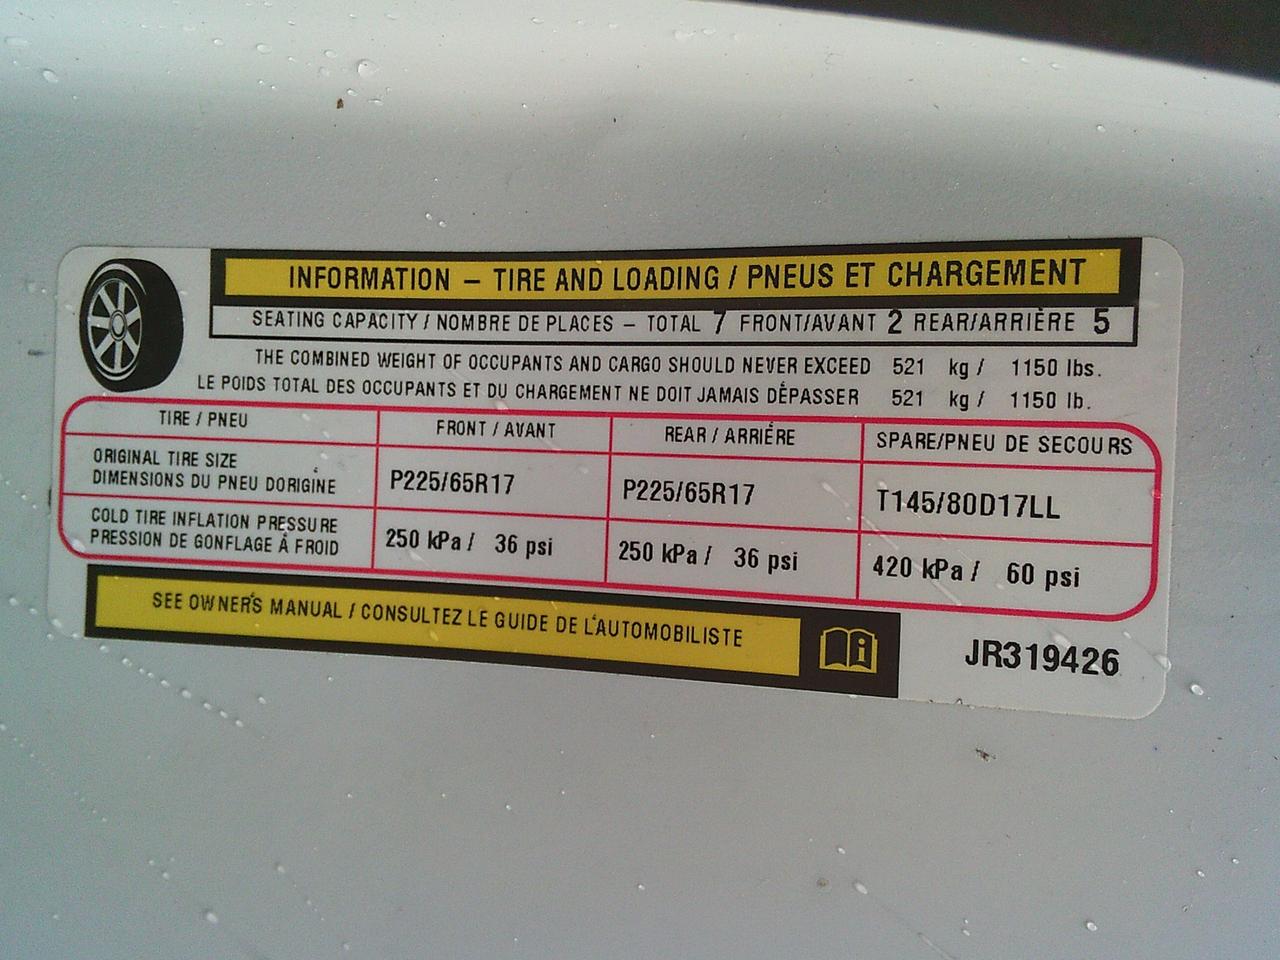 INFORMATION – TIRE AND LOADING / PNEUS ET CHARGEMENT
SEATING CAPACITY / NOMBRE DE PLACES – TOTAL 7 FRONT/AVANT 2 REAR/ARRIÈRE 5
THE COMBINED WEIGHT OF OCCUPANTS AND CARGO SHOULD NEVER EXCEED 521 kg / 1150 lbs.
LE POIDS TOTAL DES OCCUPANTS ET DU CHARGEMENT NE DOIT JAMAIS DÉPASSER 521 kg / 1150 lb.
TIRE / PNEU FRONT / AVANT REAR / ARRIÈRE SPARE/PNEU DE SECOURS
ORIGINAL TIRE SIZE
DIMENSIONS DU PNEU D'ORIGINE P225/65R17 P225/65R17 T145/80D17LL
COLD TIRE INFLATION PRESSURE
PRESSION DE GONFLAGE À FROID 250 kPa / 36 psi 250 kPa / 36 psi 420 kPa / 60 psi
SEE OWNER'S MANUAL / CONSULTEZ LE GUIDE DE L'AUTOMOBILISTE
JR319426